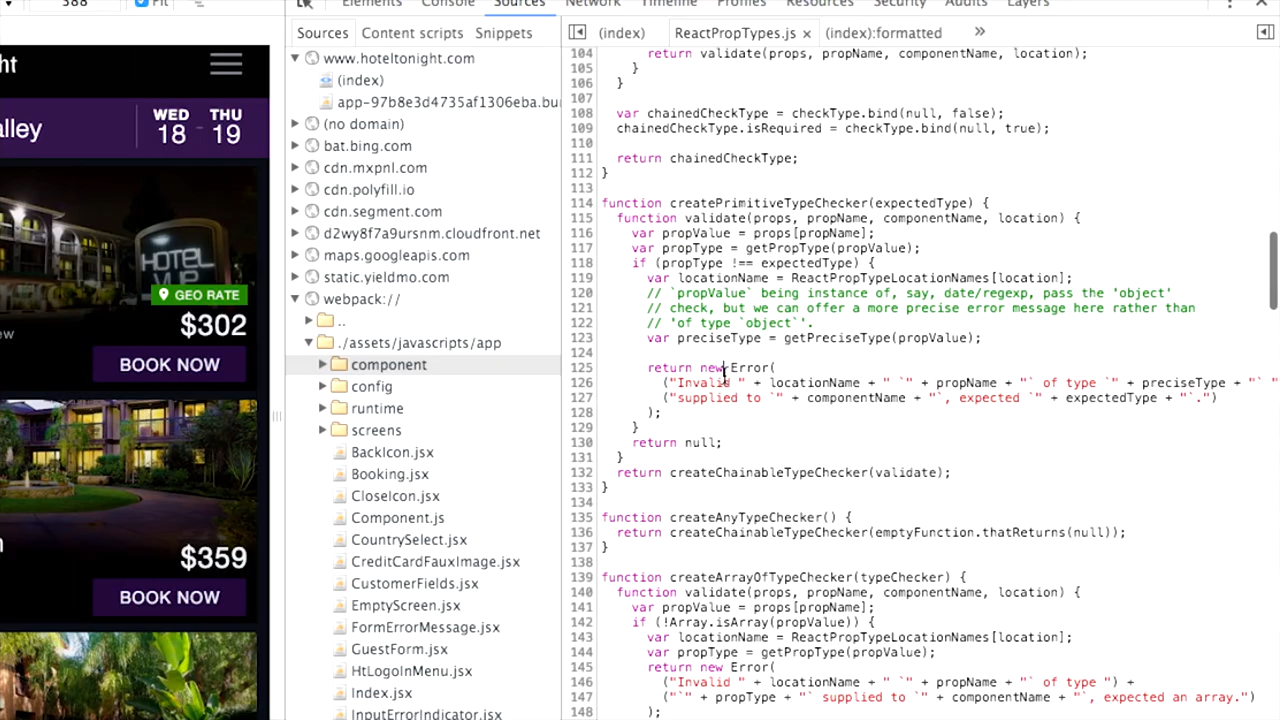 388
Fit
Elements Console Sources Network Timeline Profiles Resources Security Audits Layers
ht
alley
WED THU
18 - 19
HOTEL
GEO RATE
ew
$302
BOOK NOW
$359
BOOK NOW
Sources Content scripts Snippets
www.hoteltonight.com
(index)
app-97b8e3d4735af1306eba.bu
(no domain)
bat.bing.com
cdn.mxpnl.com
cdn.polyfill.io
cdn.segment.com
d2wy8f7a9ursnm.cloudfront.net
maps.googleapis.com
static.yieldmo.com
webpack://
..
./assets/javascripts/app
component
config
runtime
screens
BackIcon.jsx
Booking.jsx
CloseIcon.jsx
Component.js
CountrySelect.jsx
CreditCardFauxImage.jsx
CustomerFields.jsx
EmptyScreen.jsx
FormErrorMessage.jsx
GuestForm.jsx
HtLogoInMenu.jsx
Index.jsx
InputErrorIndicator.jsx
(index) ReactPropTypes.js × (index):formatted »
104 return validate(props, propName, componentName, location);
105 }
106 }
107
108 var chainedCheckType = checkType.bind(null, false);
109 chainedCheckType.isRequired = checkType.bind(null, true);
110
111 return chainedCheckType;
112 }
113
114 function createPrimitiveTypeChecker(expectedType) {
115 function validate(props, propName, componentName, location) {
116 var propValue = props[propName];
117 var propType = getPropType(propValue);
118 if (propType !== expectedType) {
119 var locationName = ReactPropTypeLocationNames[location];
120 // `propValue` being instance of, say, date/regexp, pass the 'object'
121 // check, but we can offer a more precise error message here rather than
122 // 'of type `object`'.
123 var preciseType = getPreciseType(propValue);
124
125 return new Error(
126 ("Invalid " + locationName + " `" + propName + "` of type `" + preciseType + "` "
127 ("supplied to `" + componentName + "`, expected `" + expectedType + "`.")
128 );
129 }
130 return null;
131 }
132 return createChainableTypeChecker(validate);
133 }
134
135 function createAnyTypeChecker() {
136 return createChainableTypeChecker(emptyFunction.thatReturns(null));
137 }
138
139 function createArrayOfTypeChecker(typeChecker) {
140 function validate(props, propName, componentName, location) {
141 var propValue = props[propName];
142 if (!Array.isArray(propValue)) {
143 var locationName = ReactPropTypeLocationNames[location];
144 var propType = getPropType(propValue);
145 return new Error(
146 ("Invalid " + locationName + " `" + propName + "` of type ") +
147 ("`" + propType + "` supplied to `" + componentName + "`, expected an array.")
148 );